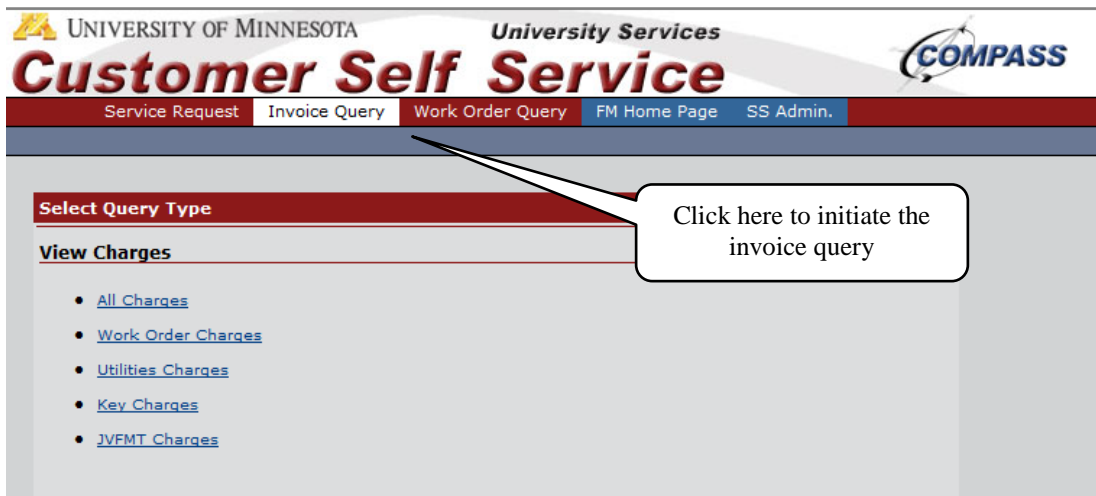 UNIVERSITY OF MINNESOTA University Services
Customer Self Service
COMPASS
Service Request Invoice Query Work Order Query FM Home Page SS Admin.
Select Query Type
Click here to initiate the
invoice query
View Charges
All Charges
Work Order Charges
Utilities Charges
Key Charges
JVFMT Charges